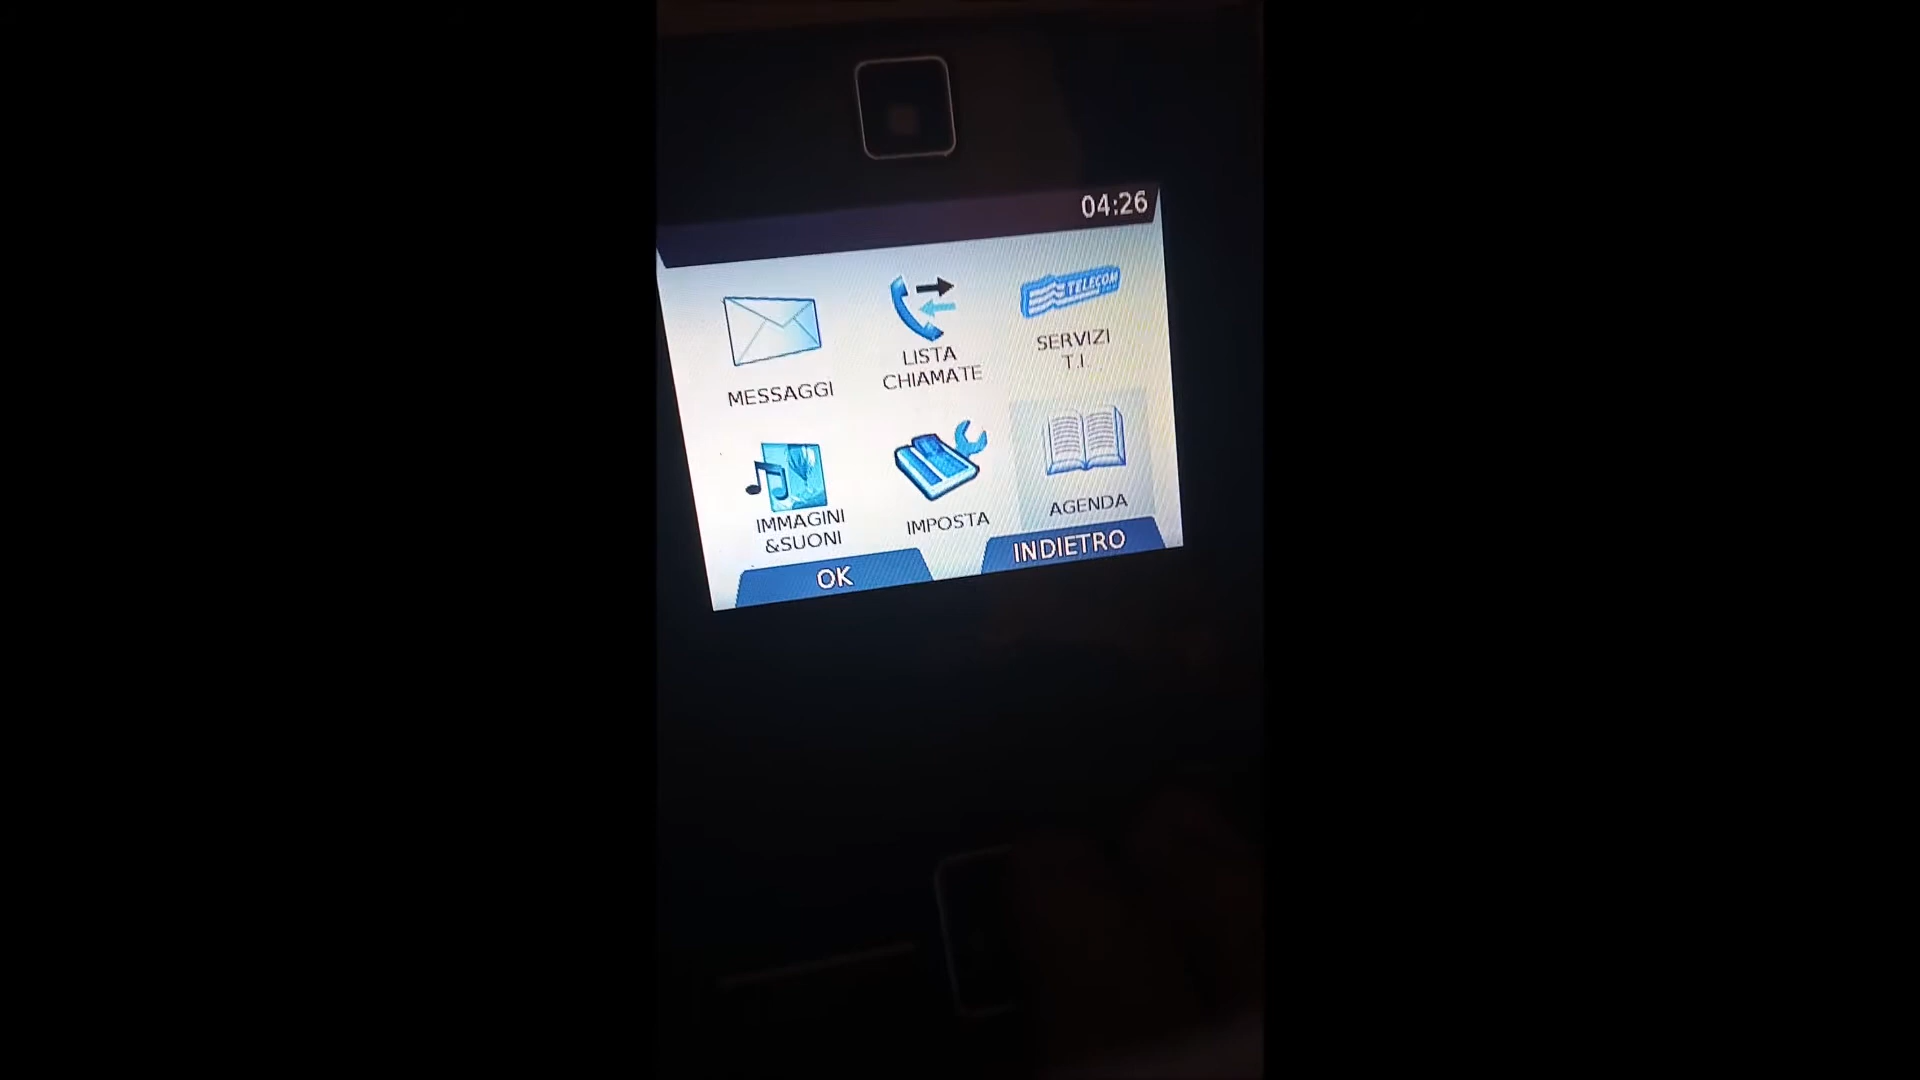 04:26
TELECOM
MESSAGGI
LISTA
CHIAMATE
SERVIZI
T.I.
IMMAGINI
&SUONI
IMPOSTA
AGENDA
OK
INDIETRO